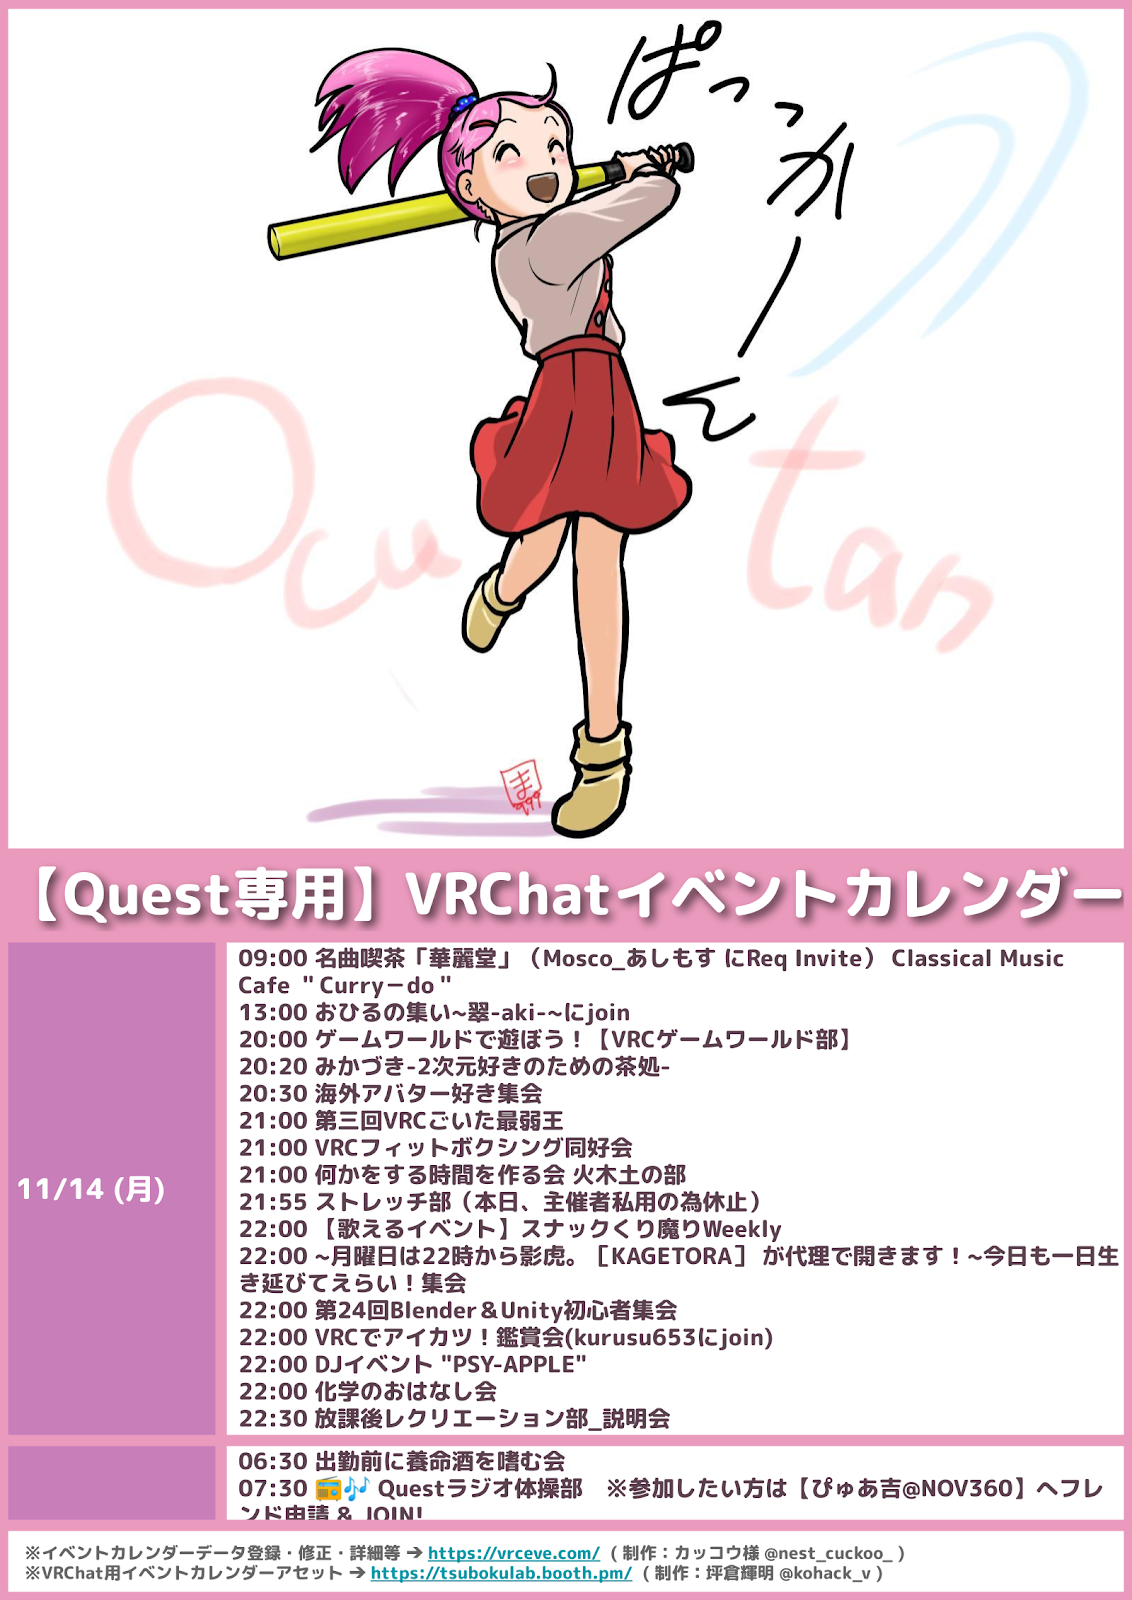 ぱっっかーん
Ocu tan
ま
999
【Quest専用】VRChatイベントカレンダー
11/14 (月)
09:00 名曲喫茶「華麗堂」（Mosco_あしもす にReq Invite） Classical Music
Cafe ＂Curry－do＂
13:00 おひるの集い~翠-aki-~にjoin
20:00 ゲームワールドで遊ぼう！【VRCゲームワールド部】
20:20 みかづき-2次元好きのための茶処-
20:30 海外アバター好き集会
21:00 第三回VRCごいた最弱王
21:00 VRCフィットボクシング同好会
21:00 何かをする時間を作る会 火木土の部
21:55 ストレッチ部（本日、主催者私用の為休止）
22:00 【歌えるイベント】スナックくり魔りWeekly
22:00 ~月曜日は22時から影虎。［KAGETORA］ が代理で開きます！~今日も一日生
き延びてえらい！集会
22:00 第24回Blender＆Unity初心者集会
22:00 VRCでアイカツ！鑑賞会(kurusu653にjoin)
22:00 DJイベント "PSY-APPLE"
22:00 化学のおはなし会
22:30 放課後レクリエーション部_説明会
06:30 出勤前に養命酒を嗜む会
07:30 📻🎶 Questラジオ体操部　※参加したい方は【ぴゅあ吉@NOV360】へフレ
ンド申請 & JOIN!
※イベントカレンダーデータ登録・修正・詳細等 ➔ https://vrceve.com/ （制作：カッコウ様 @nest_cuckoo_ ）
※VRChat用イベントカレンダーアセット ➔ https://tsubokulab.booth.pm/ （制作：坪倉輝明 @kohack_v ）